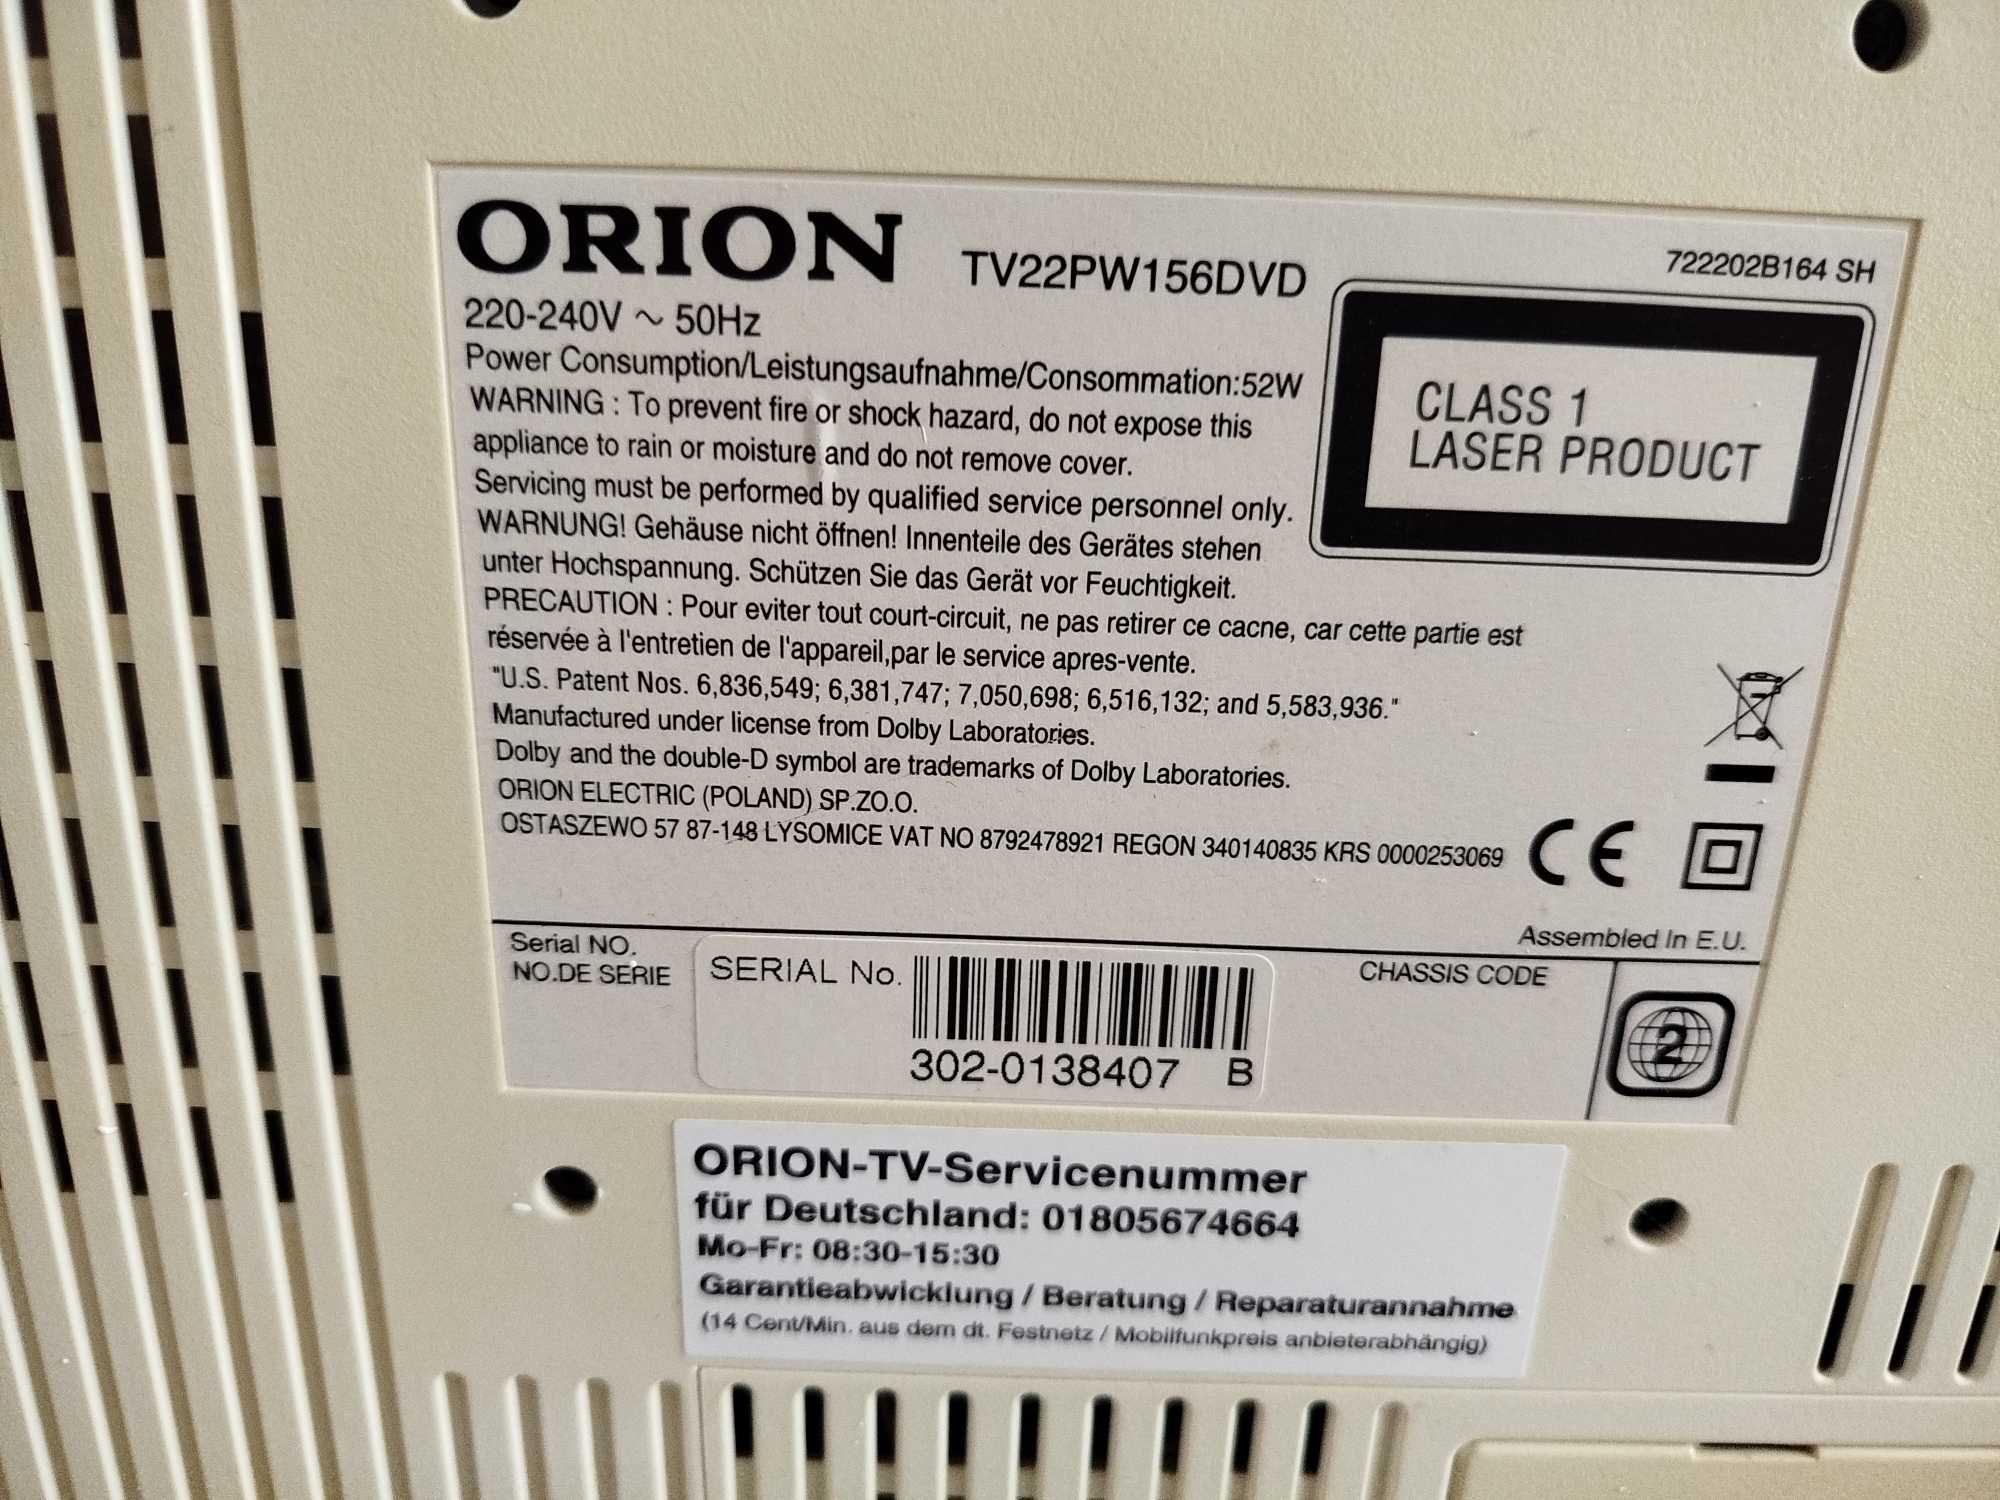 ORION TV22PW156DVD 722202B164 SH
220-240V ~ 50Hz
Power Consumption/Leistungsaufnahme/Consommation:52W
WARNING : To prevent fire or shock hazard, do not expose this
appliance to rain or moisture and do not remove cover.
Servicing must be performed by qualified service personnel only.
WARNUNG! Gehäuse nicht öffnen! Innenteile des Gerätes stehen
unter Hochspannung. Schützen Sie das Gerät vor Feuchtigkeit.
PRECAUTION : Pour eviter tout court-circuit, ne pas retirer ce cacne, car cette partie est
réservée à l'entretien de l'appareil,par le service apres-vente.
"U.S. Patent Nos. 6,836,549; 6,381,747; 7,050,698; 6,516,132; and 5,583,936."
Manufactured under license from Dolby Laboratories.
Dolby and the double-D symbol are trademarks of Dolby Laboratories.
ORION ELECTRIC (POLAND) SP.ZO.O.
OSTASZEWO 57 87-148 LYSOMICE VAT NO 8792478921 REGON 340140835 KRS 0000253069
CLASS 1
LASER PRODUCT
CE
Assembled In E.U.
Serial NO.
NO.DE SERIE
SERIAL No.
302-0138407 B
CHASSIS CODE
2
ORION-TV-Servicenummer
für Deutschland: 01805674664
Mo-Fr: 08:30-15:30
Garantieabwicklung / Beratung / Reparaturannahme
(14 Cent/Min. aus dem dt. Festnetz / Mobilfunkpreis anbieterabhängig)